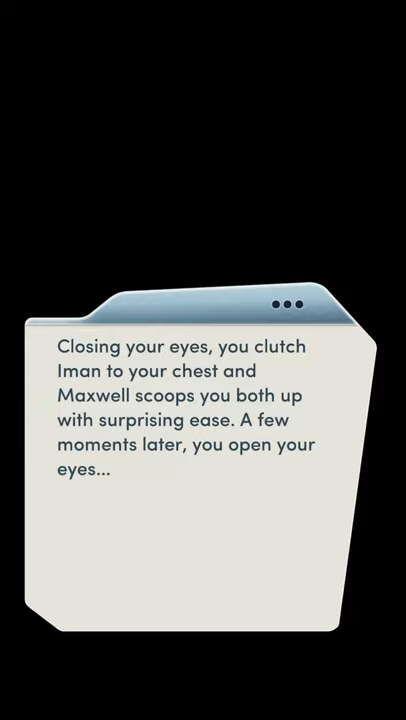 Closing your eyes, you clutch
Iman to your chest and
Maxwell scoops you both up
with surprising ease. A few
moments later, you open your
eyes...